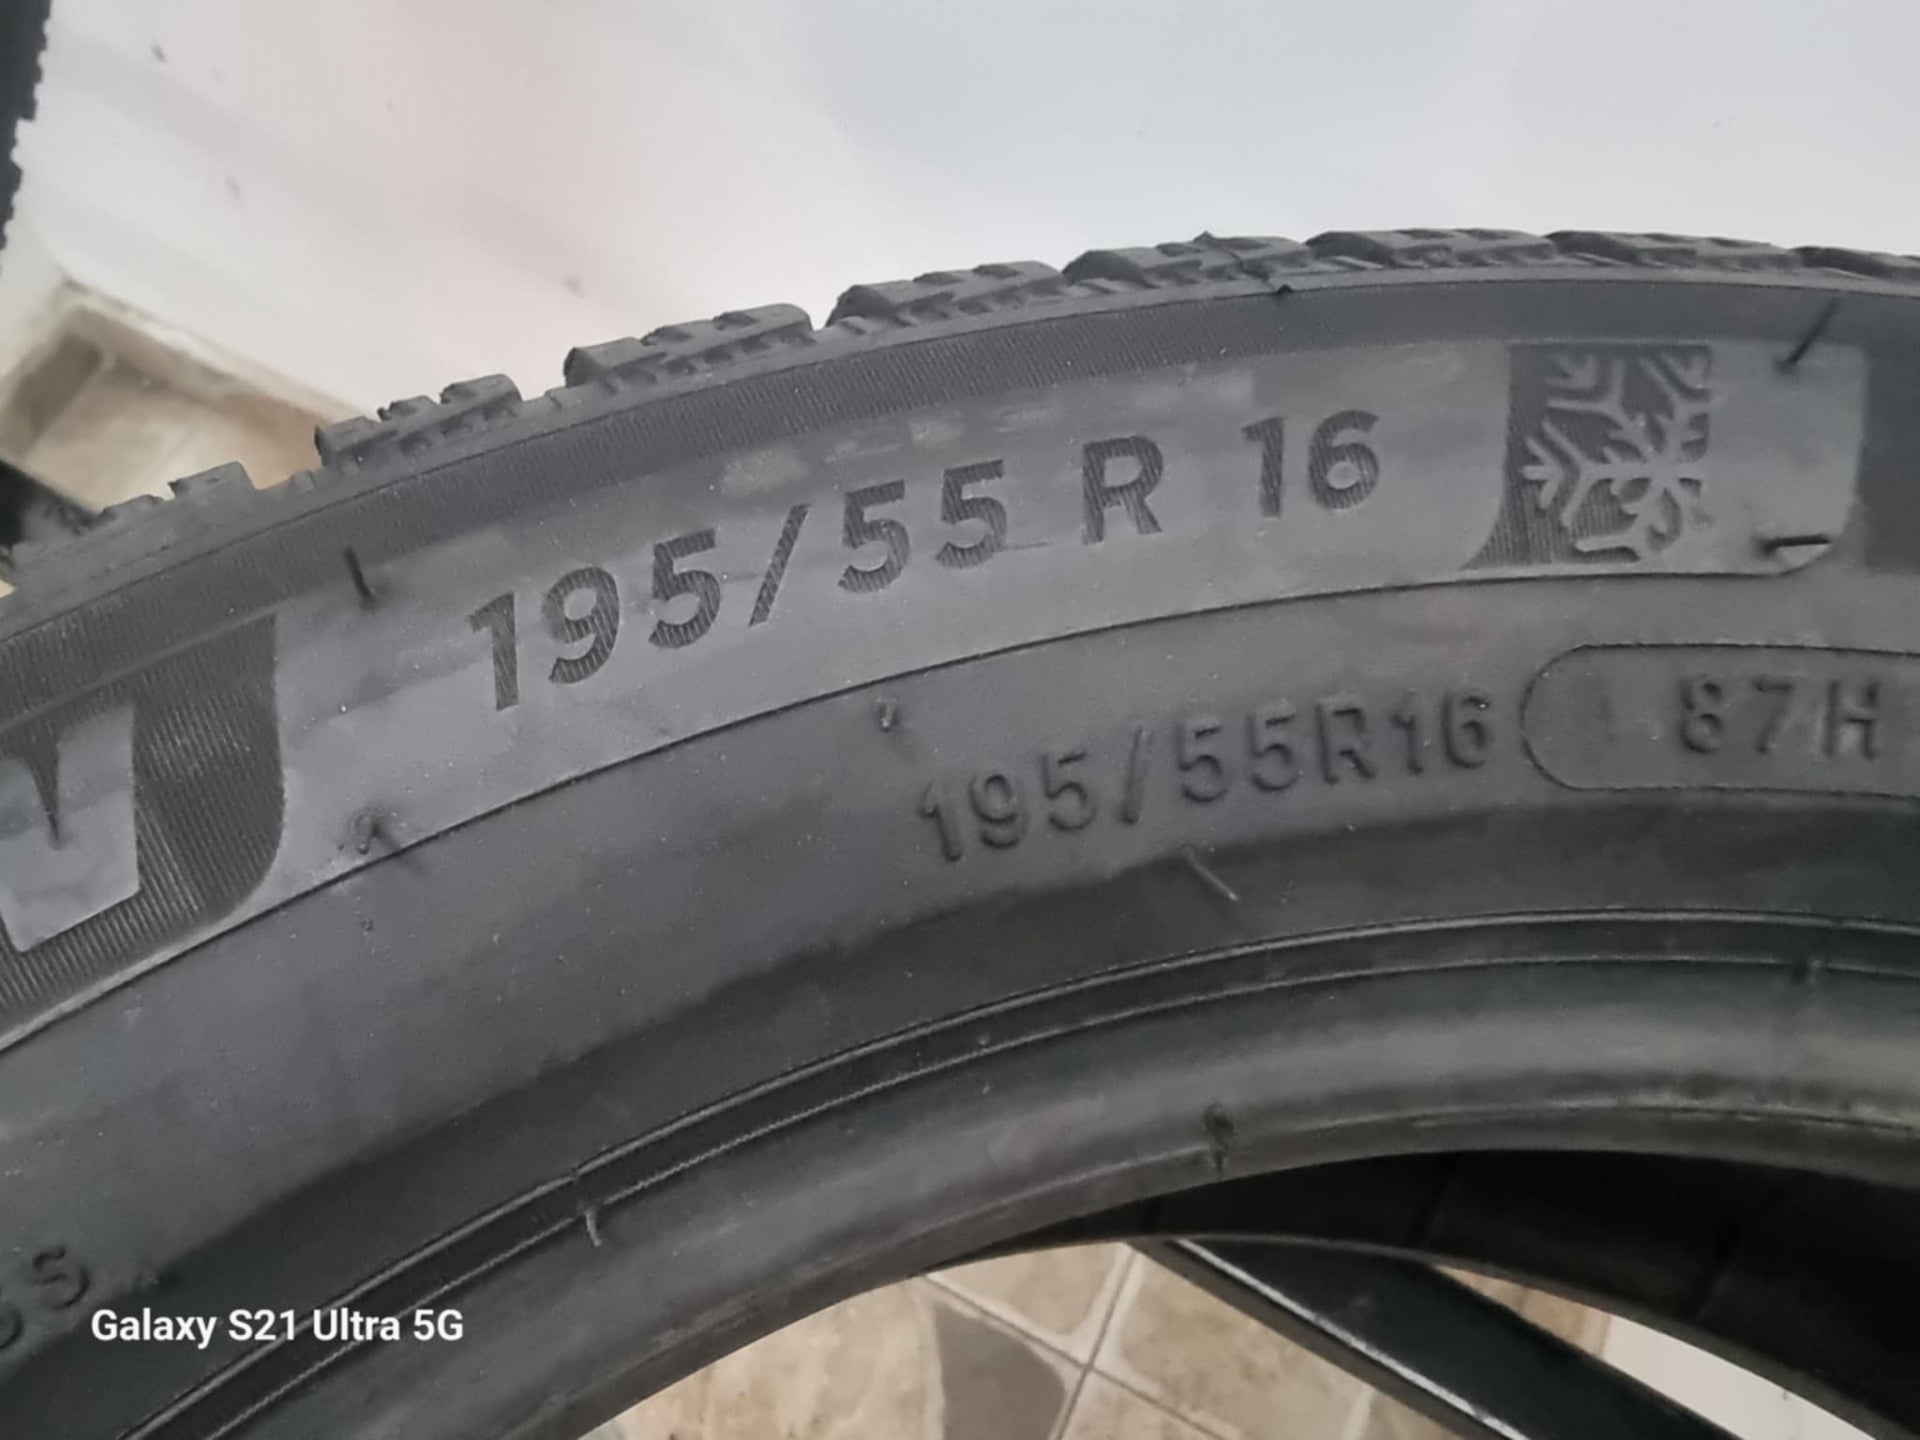 195/55 R 16
195/55R16 87H
Galaxy S21 Ultra 5G